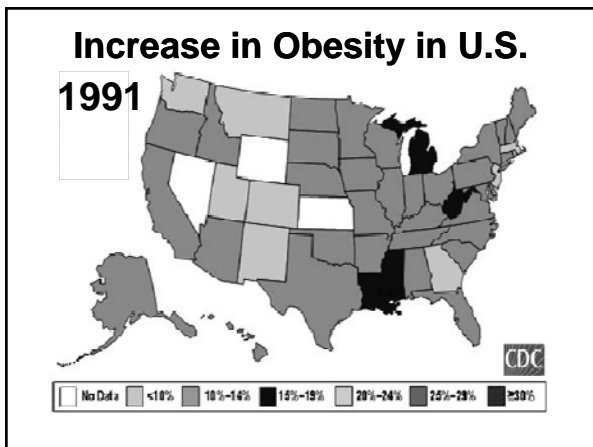 Increase in Obesity in U.S.
1991
CDC
No Data <10% 10%-14% 15%-19% 20%-24% 25%-29% ≥30%